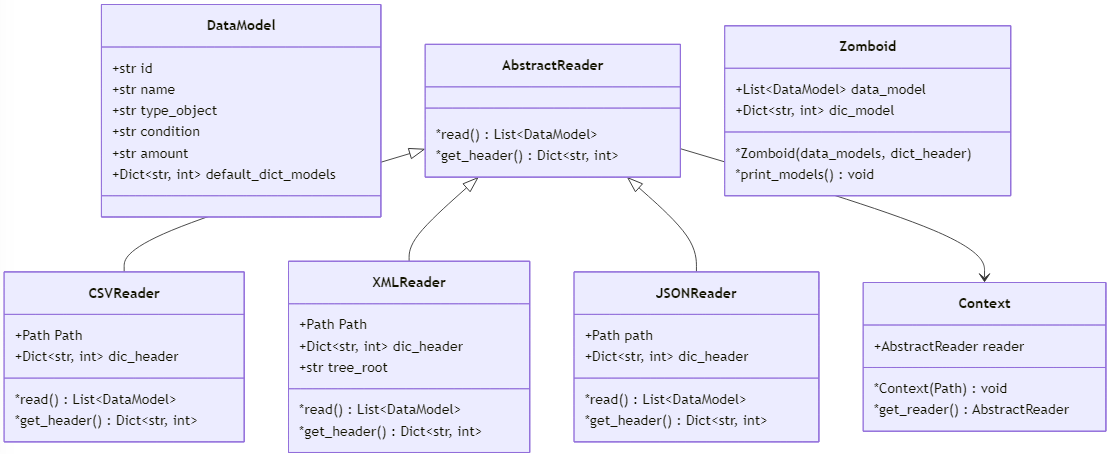 DataModel
+str id
+str name
+str type_object
+str condition
+str amount
+Dict<str, int> default_dict_models
AbstractReader
*read() : List<DataModel>
*get_header() : Dict<str, int>
Zomboid
+List<DataModel> data_model
+Dict<str, int> dic_model
*Zomboid(data_models, dict_header)
*print_models() : void
CSVReader
+Path Path
+Dict<str, int> dic_header
*read() : List<DataModel>
*get_header() : Dict<str, int>
XMLReader
+Path Path
+Dict<str, int> dic_header
+str tree_root
*read() : List<DataModel>
*get_header() : Dict<str, int>
JSONReader
+Path path
+Dict<str, int> dic_header
*read() : List<DataModel>
*get_header() : Dict<str, int>
Context
+AbstractReader reader
*Context(Path) : void
*get_reader() : AbstractReader